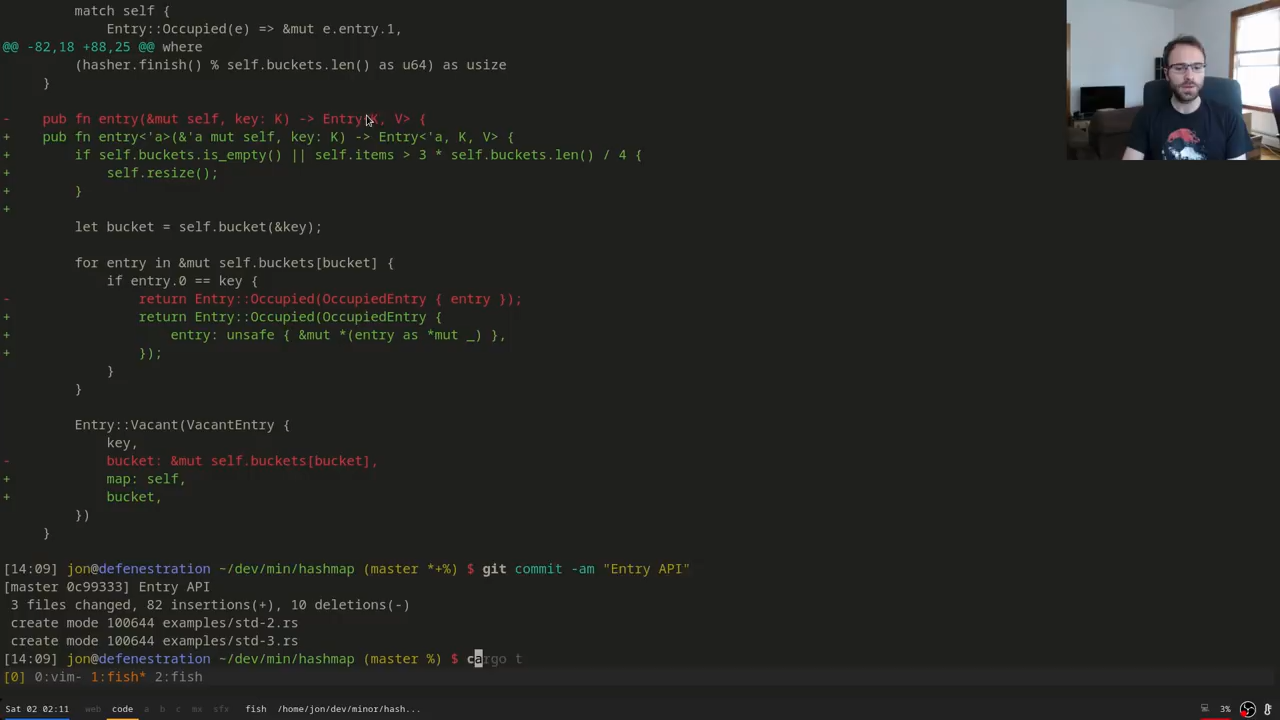 match self {
Entry::Occupied(e) => &mut e.entry.1,
@@ -82,18 +88,25 @@ where
(hasher.finish() % self.buckets.len() as u64) as usize
}
- pub fn entry(&mut self, key: K) -> Entry<K, V> {
+ pub fn entry<'a>(&'a mut self, key: K) -> Entry<'a, K, V> {
+ if self.buckets.is_empty() || self.items > 3 * self.buckets.len() / 4 {
+ self.resize();
+ }
+
let bucket = self.bucket(&key);
for entry in &mut self.buckets[bucket] {
if entry.0 == key {
- return Entry::Occupied(OccupiedEntry { entry });
+ return Entry::Occupied(OccupiedEntry {
+ entry: unsafe { &mut *(entry as *mut _) },
+ });
}
}
Entry::Vacant(VacantEntry {
key,
- bucket: &mut self.buckets[bucket],
+ map: self,
+ bucket,
})
}
[14:09] jon@defenestration ~/dev/min/hashmap (master *+%) $ git commit -am "Entry API"
[master 0c99333] Entry API
3 files changed, 82 insertions(+), 10 deletions(-)
create mode 100644 examples/std-2.rs
create mode 100644 examples/std-3.rs
[14:09] jon@defenestration ~/dev/min/hashmap (master %) $ cargo t
[0] 0:vim- 1:fish* 2:fish
Sat 02 02:11 web code a b c ms sfx fish /home/jon/dev/minor/hash... 3%